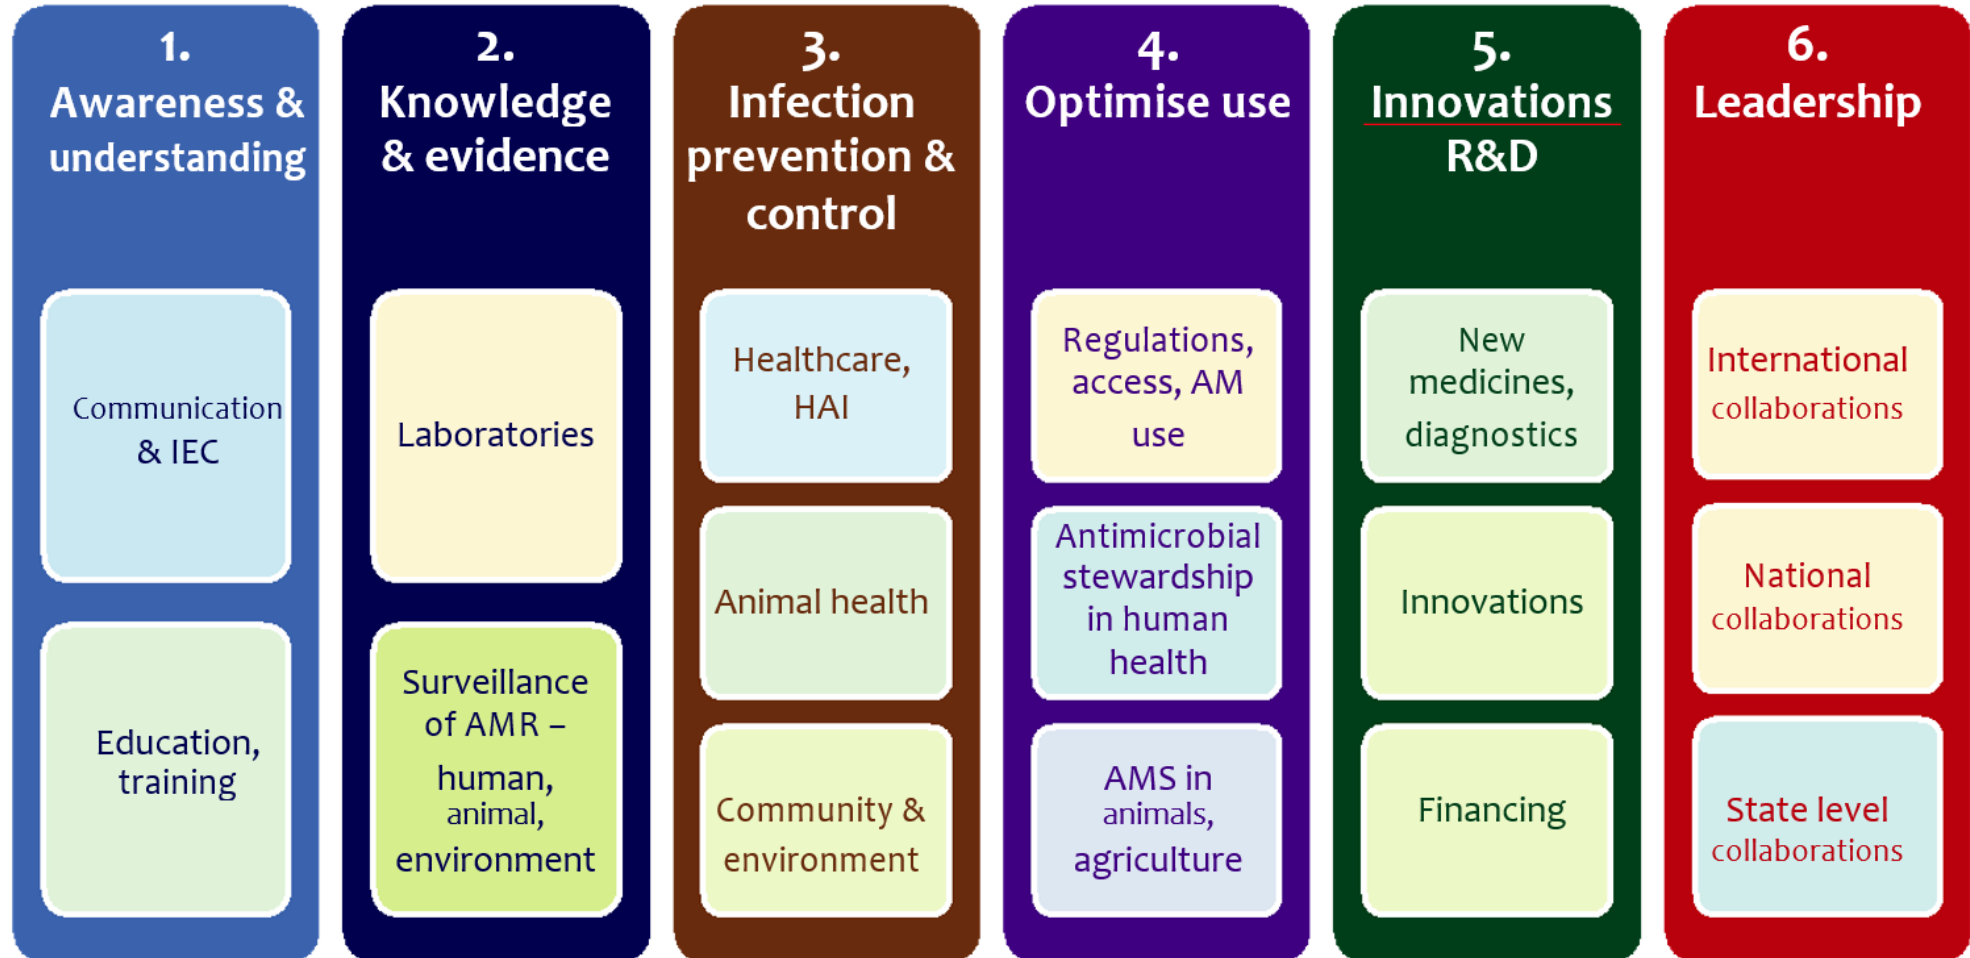 1.
Awareness &
understanding
Communication
& IEC
Education,
training
2.
Knowledge
& evidence
Laboratories
Surveillance
of AMR –
human,
animal,
environment
3.
Infection
prevention &
control
Healthcare,
HAI
Animal health
Community &
environment
4.
Optimise use
Regulations,
access, AM
use
Antimicrobial
stewardship
in human
health
AMS in
animals,
agriculture
5.
Innovations
R&D
New
medicines,
diagnostics
Innovations
Financing
6.
Leadership
International
collaborations
National
collaborations
State level
collaborations